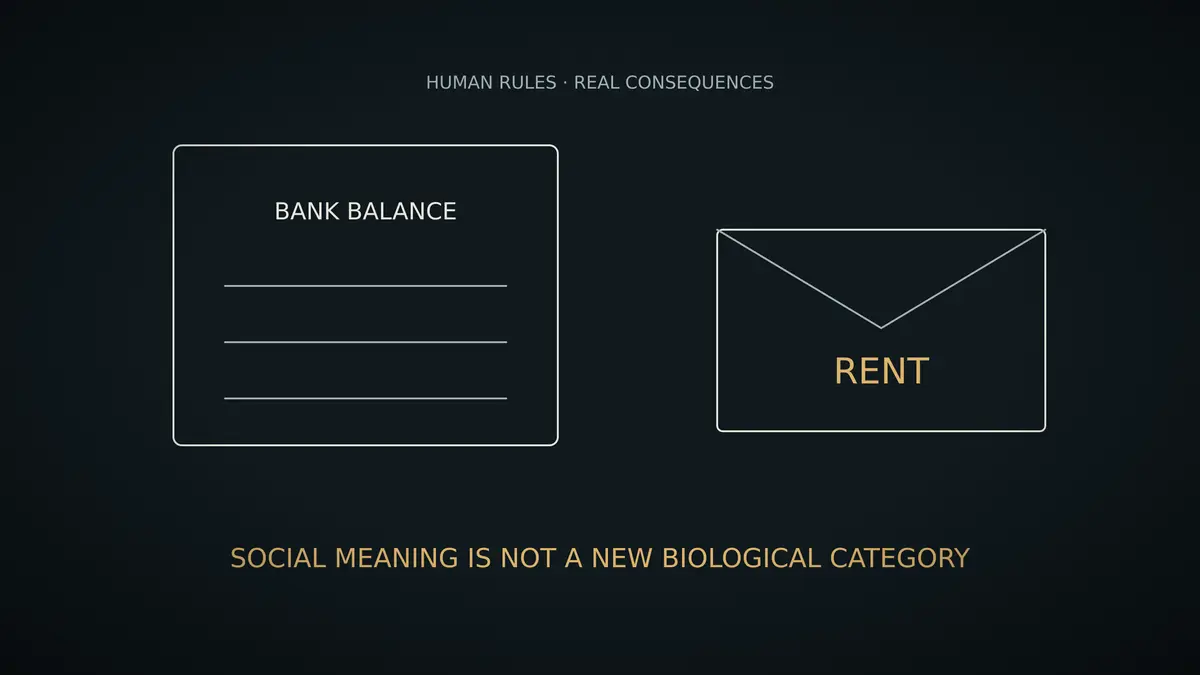 HUMAN RULES · REAL CONSEQUENCES
BANK BALANCE
RENT
SOCIAL MEANING IS NOT A NEW BIOLOGICAL CATEGORY